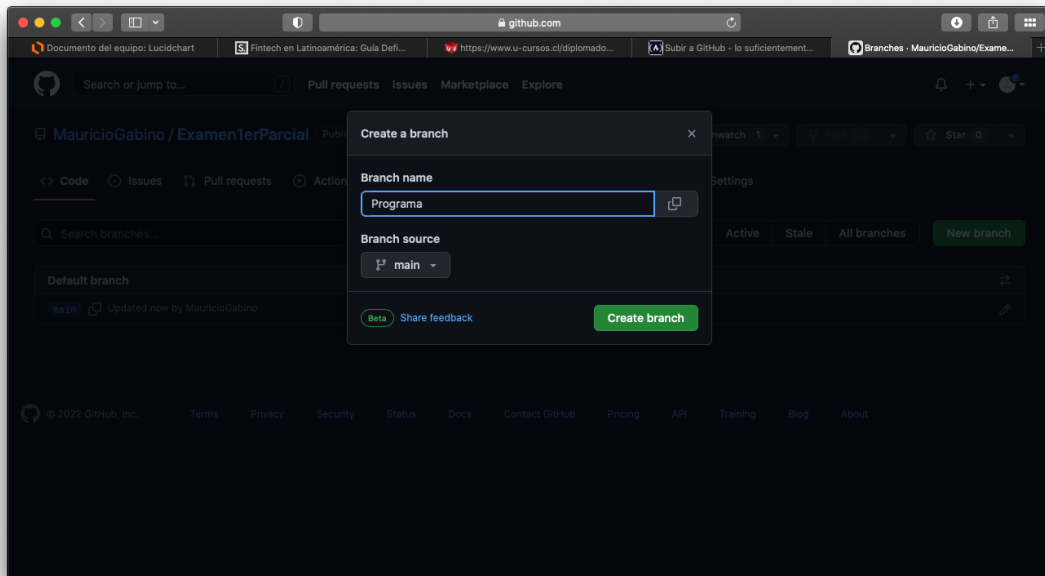 github.com
Documento del equipo: Lucidchart
Fintech en Latinoamérica: Guía Defi...
https://www.u-cursos.cl/diplomado...
Subir a GitHub - lo suficientement...
Branches · MauricioGabino/Exame...
Search or jump to... /
Pull requests Issues Marketplace Explore
MauricioGabino / Examen1erParcial Publi
nwatch 1
Star 0
Code Issues Pull requests Action
Settings
Search branches...
Active Stale All branches
New branch
Default branch
main Updated now by MauricioGabino
Create a branch
Branch name
Programa
Branch source
main
Beta Share feedback
Create branch
© 2022 GitHub, Inc. Terms Privacy Security Status Docs Contact GitHub Pricing API Training Blog About